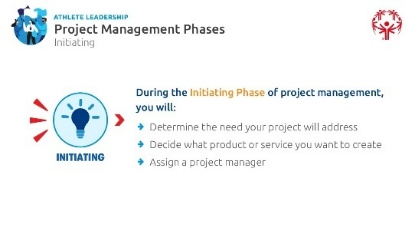 ATHLETE LEADERSHIP
Project Management Phases
Initiating
During the Initiating Phase of project management,
you will:
Determine the need your project will address
Decide what product or service you want to create
Assign a project manager
INITIATING